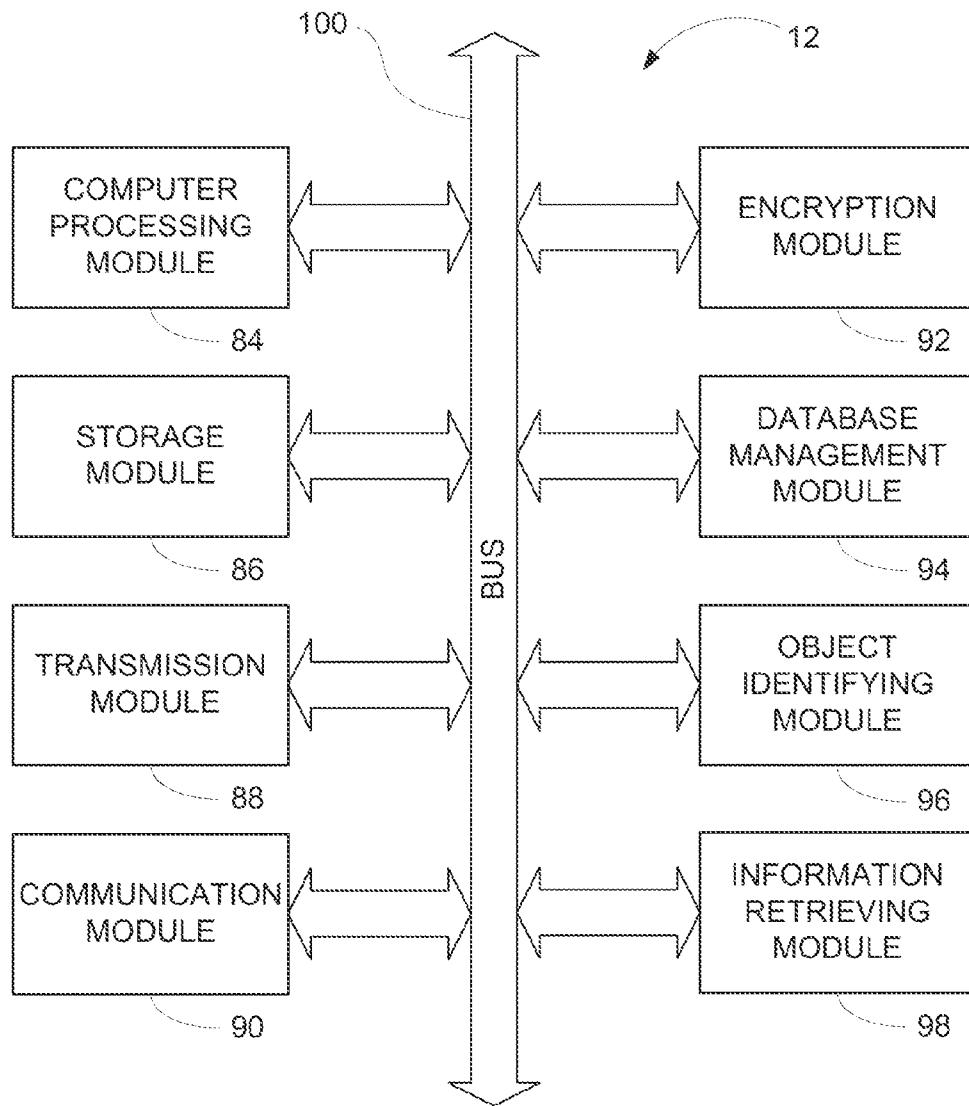 100
12
COMPUTER
PROCESSING
MODULE
84
ENCRYPTION
MODULE
92
STORAGE
MODULE
86
DATABASE
MANAGEMENT
MODULE
94
BUS
TRANSMISSION
MODULE
88
OBJECT
IDENTIFYING
MODULE
96
COMMUNICATION
MODULE
90
INFORMATION
RETRIEVING
MODULE
98